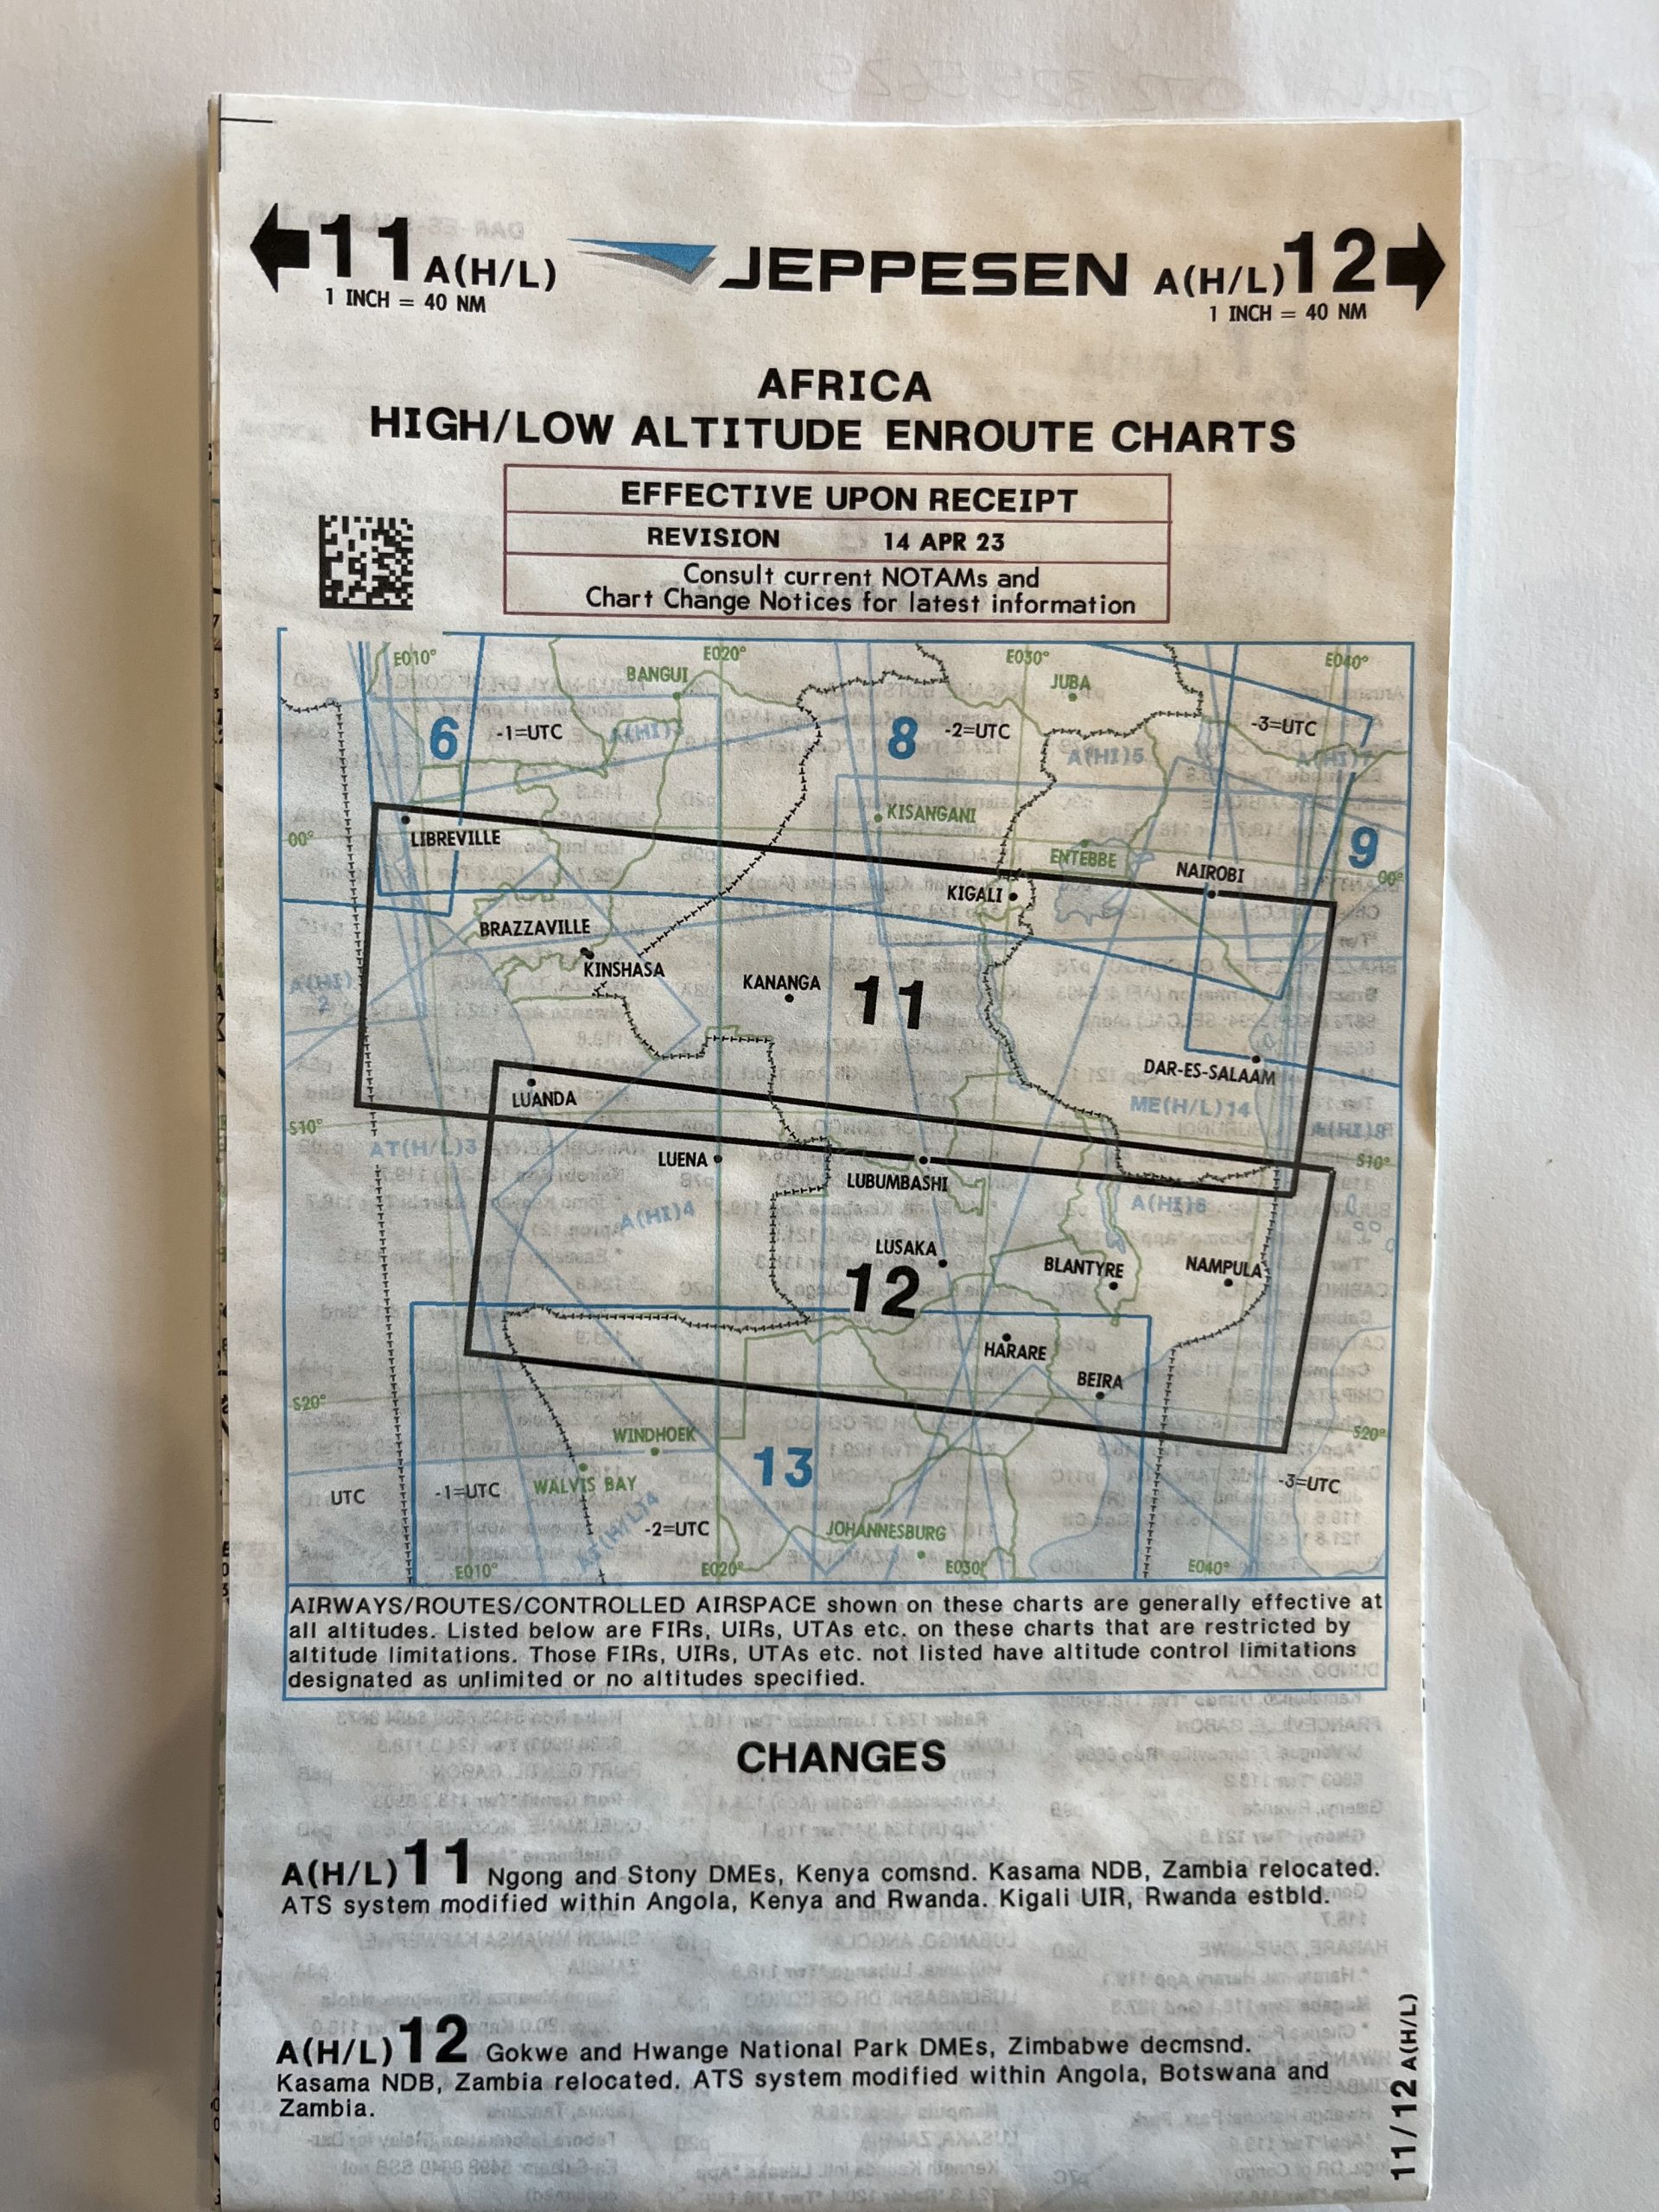 11 A(H/L)
1 INCH = 40 NM
JEPPESEN
A(H/L) 12
1 INCH = 40 NM
AFRICA
HIGH/LOW ALTITUDE ENROUTE CHARTS
EFFECTIVE UPON RECEIPT
REVISION 14 APR 23
Consult current NOTAMs and
Chart Change Notices for latest information
E010° E020° E030° E040°
BANGUI
JUBA
6 -1=UTC
8 -2=UTC
-3=UTC
A(HI)5
KISANGANI
00° LIBREVILLE
ENTEBBE
9
NAIROBI
00°
KIGALI
BRAZZAVILLE
KINSHASA
A(HI)
2
KANANGA
11
DAR-ES-SALAAM
LUANDA
ME(H/L)14
S10°
AT(H/L)3
LUENA
LUBUMBASHI
S10°
A(HI)4
A(HI)6
LUSAKA
BLANTYRE
NAMPULA
12
HARARE
BEIRA
S20°
S20°
WINDHOEK
13
WALVIS BAY
UTC
-1=UTC
-3=UTC
-2=UTC
AT(H/L)4
JOHANNESBURG
E010° E020° E030° E040°
AIRWAYS/ROUTES/CONTROLLED AIRSPACE shown on these charts are generally effective at
all altitudes. Listed below are FIRs, UIRs, UTAs etc. on these charts that are restricted by
altitude limitations. Those FIRs, UIRs, UTAs etc. not listed have altitude control limitations
designated as unlimited or no altitudes specified.
CHANGES
A(H/L)11 Ngong and Stony DMEs, Kenya comsnd. Kasama NDB, Zambia relocated.
ATS system modified within Angola, Kenya and Rwanda. Kigali UIR, Rwanda estbld.
A(H/L)12 Gokwe and Hwange National Park DMEs, Zimbabwe decmsnd.
Kasama NDB, Zambia relocated. ATS system modified within Angola, Botswana and
Zambia.
11/12 A(H/L)